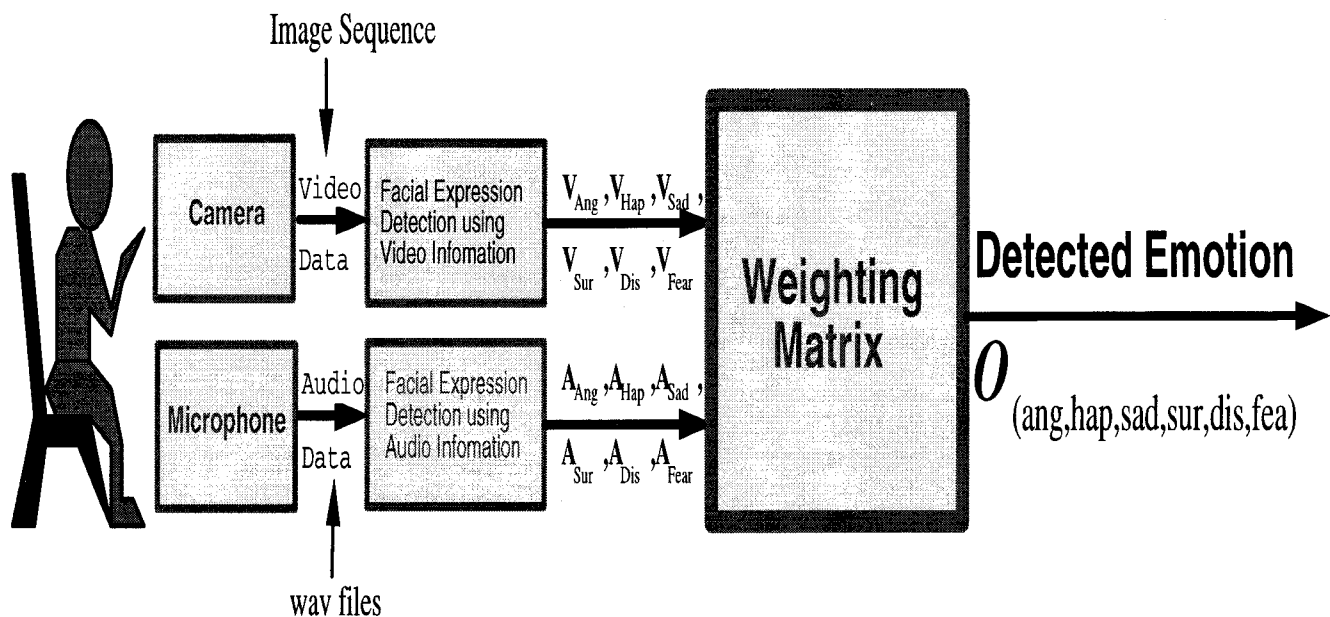 Image Sequence
Camera
Video
Data
Facial Expression
Detection using
Video Infomation
V_Ang ,V_Hap ,V_Sad ,
V_Sur ,V_Dis ,V_Fear
Microphone
Audio
Data
Facial Expression
Detection using
Audio Infomation
A_Ang ,A_Hap ,A_Sad ,
A_Sur ,A_Dis ,A_Fear
wav files
Weighting
Matrix
Detected Emotion
O
(ang,hap,sad,sur,dis,fea)